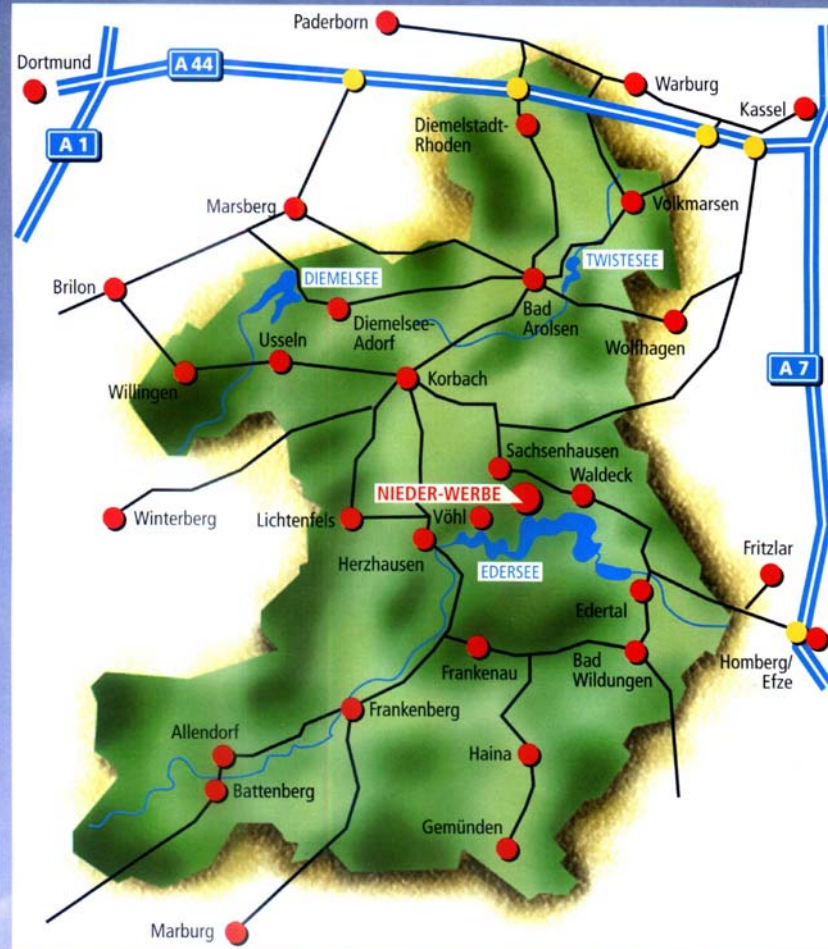 Paderborn
Dortmund
A 44
Warburg
Kassel
Diemelstadt-
Rhoden
A 1
Marsberg
Volkmarsen
TWISTESEE
DIEMELSEE
Brilon
Diemelsee-
Adorf
Bad
Arolsen
Usseln
Wolfhagen
Willingen
Korbach
A 7
Sachsenhausen
Waldeck
NIEDER-WERBE
Winterberg
Lichtenfels
Vöhl
Herzhausen
EDERSEE
Fritzlar
Edertal
Frankenau
Bad
Wildungen
Homberg/
Efze
Frankenberg
Allendorf
Haina
Battenberg
Gemünden
Marburg